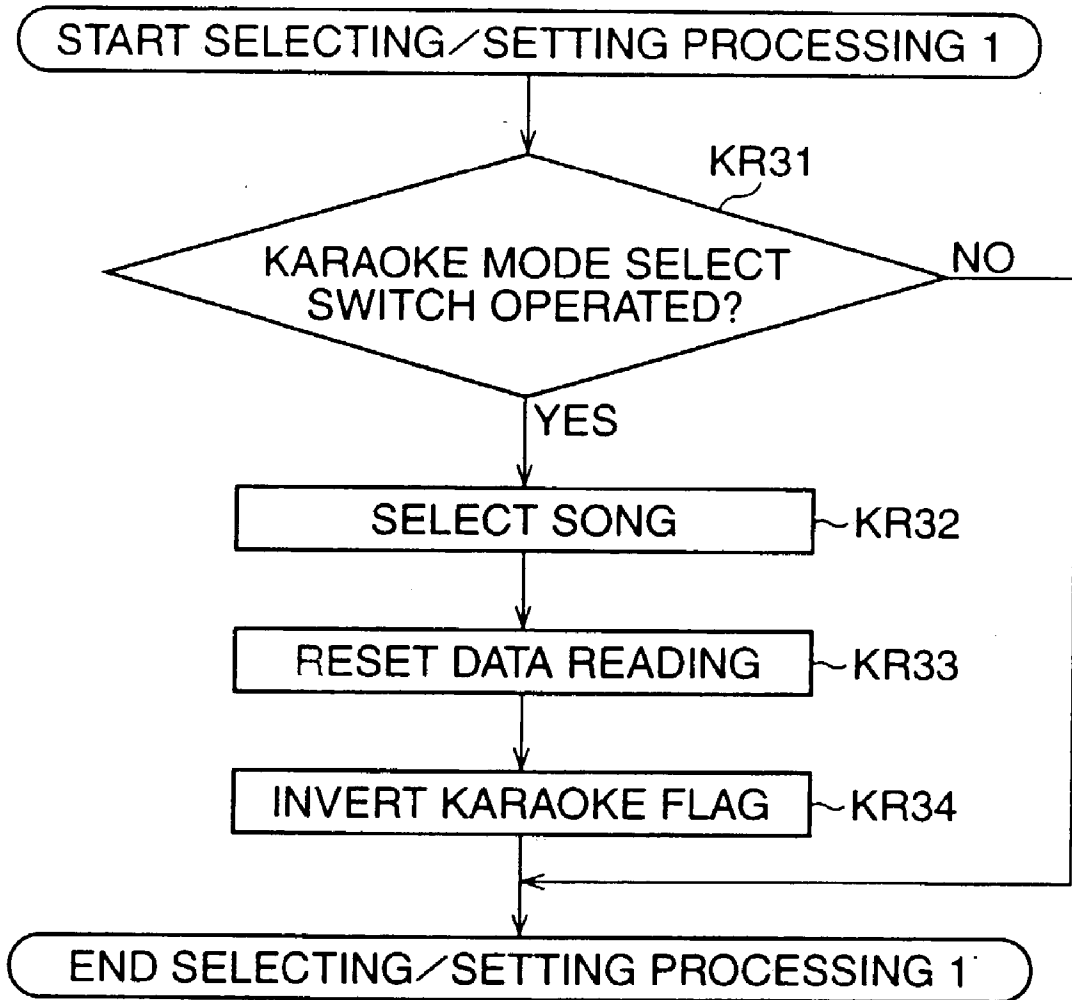 START SELECTING/SETTING PROCESSING 1
KR31
KARAOKE MODE SELECT
SWITCH OPERATED?
NO
YES
SELECT SONG
KR32
RESET DATA READING
KR33
INVERT KARAOKE FLAG
KR34
END SELECTING/SETTING PROCESSING 1